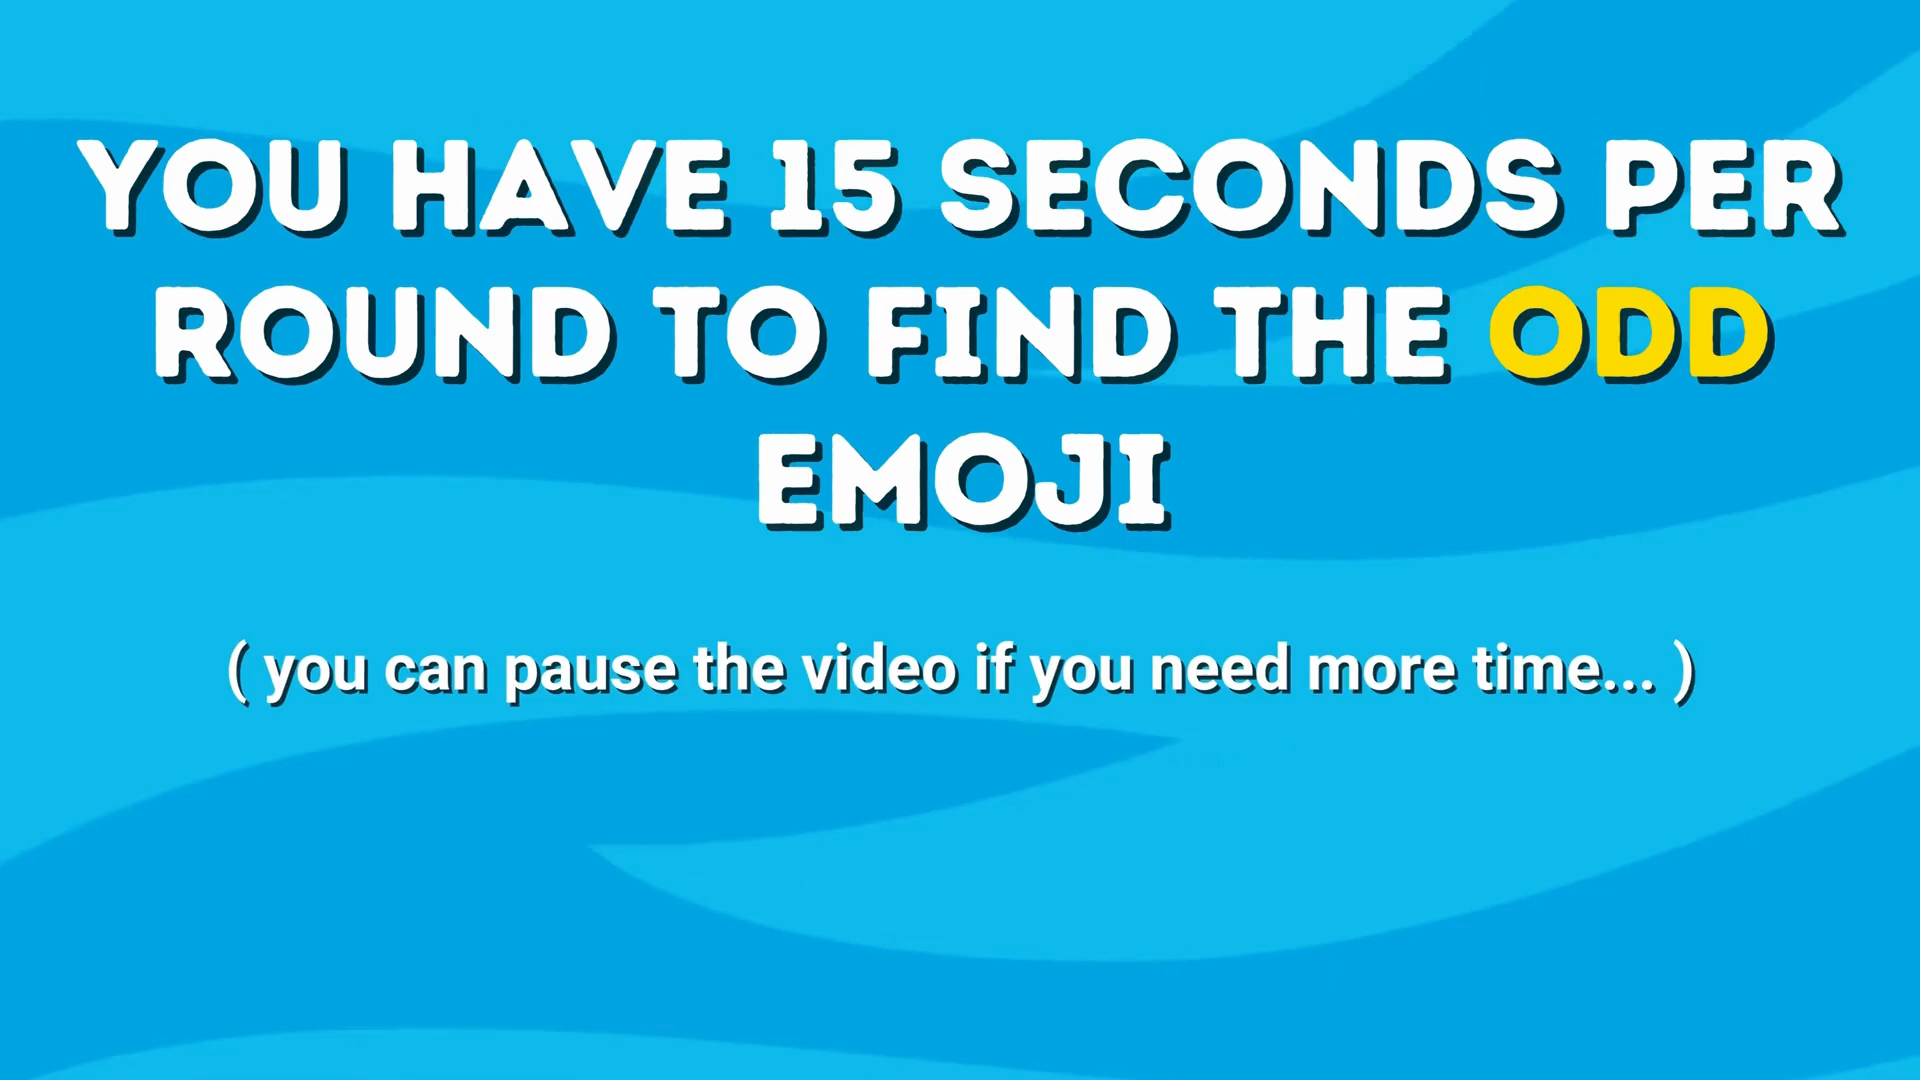 YOU HAVE 15 SECONDS PER
ROUND TO FIND THE ODD
EMOJI
( you can pause the video if you need more time... )